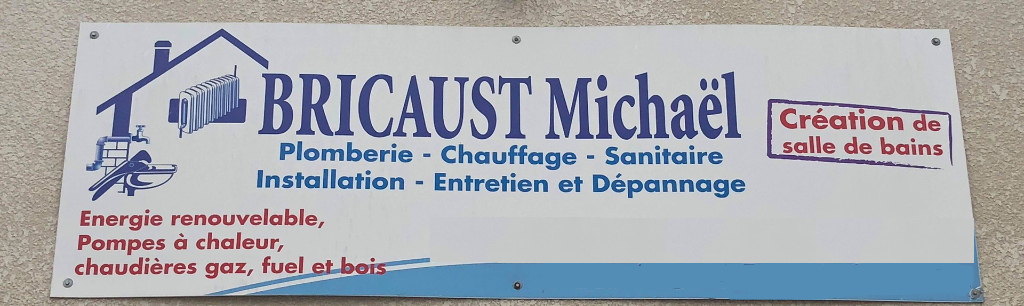 BRICAUST Michaël
Plomberie - Chauffage - Sanitaire
Installation - Entretien et Dépannage
Création de
salle de bains
Energie renouvelable,
Pompes à chaleur,
chaudières gaz, fuel et bois